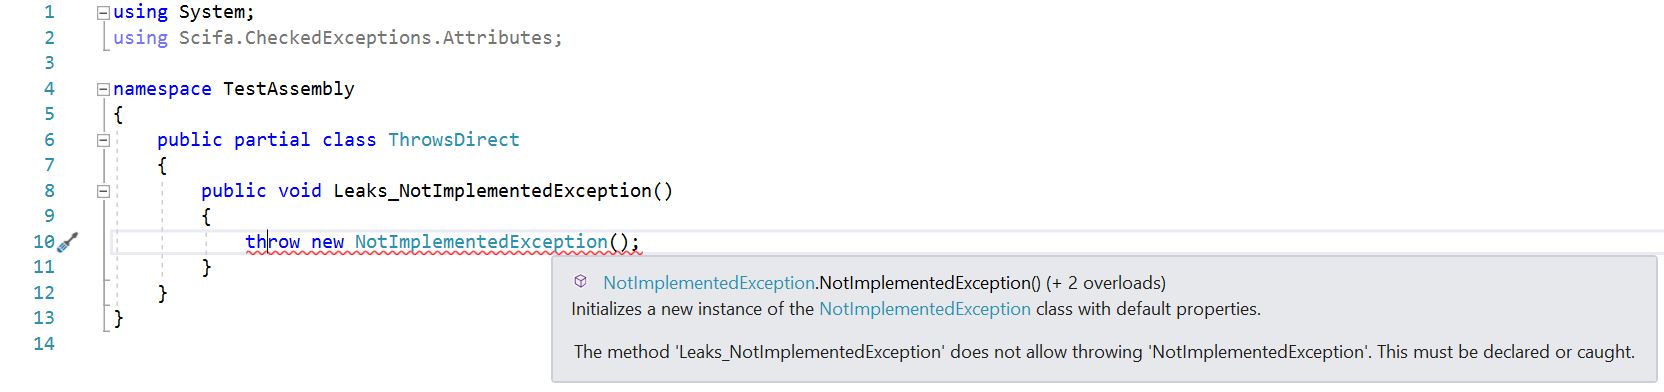 1 using System;
2 using Scifa.CheckedExceptions.Attributes;
3
4 namespace TestAssembly
5 {
6 public partial class ThrowsDirect
7 {
8 public void Leaks_NotImplementedException()
9 {
10 throw new NotImplementedException();
11 }
12 }
13 }
14
NotImplementedException.NotImplementedException() (+ 2 overloads)
Initializes a new instance of the NotImplementedException class with default properties.
The method 'Leaks_NotImplementedException' does not allow throwing 'NotImplementedException'. This must be declared or caught.